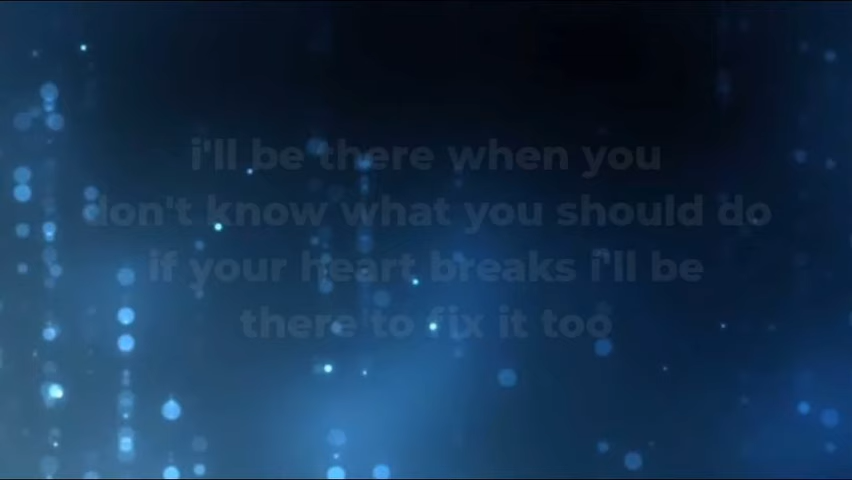 i'll be there when you
don't know what you should do
if your heart breaks i'll be
there to fix it too